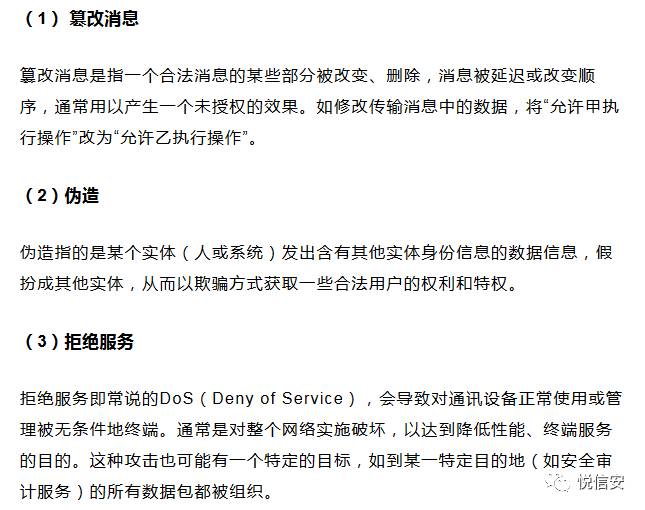 （1） 篡改消息
篡改消息是指一个合法消息的某些部分被改变、删除，消息被延迟或改变顺
序，通常用以产生一个未授权的效果。如修改传输消息中的数据，将“允许甲执
行操作”改为“允许乙执行操作”。
（2）伪造
伪造指的是某个实体（人或系统）发出含有其他实体身份信息的数据信息，假
扮成其他实体，从而以欺骗方式获取一些合法用户的权利和特权。
（3）拒绝服务
拒绝服务即常说的DoS（Deny of Service），会导致对通讯设备正常使用或管
理被无条件地终端。通常是对整个网络实施破坏，以达到降低性能、终端服务
的目的。这种攻击也可能有一个特定的目标，如到某一特定目的地（如安全审
计服务）的所有数据包都被组织。
悦信安